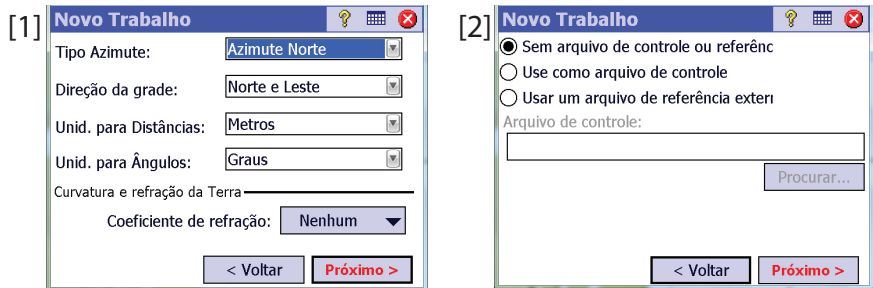 [1]
Novo Trabalho
Tipo Azimute: Azimute Norte
Direção da grade: Norte e Leste
Unid. para Distâncias: Metros
Unid. para Ângulos: Graus
Curvatura e refração da Terra
Coeficiente de refração: Nenhum
< Voltar Próximo >
[2]
Novo Trabalho
Sem arquivo de controle ou referênc
Use como arquivo de controle
Usar um arquivo de referência exterı
Arquivo de controle:
Procurar...
< Voltar Próximo >